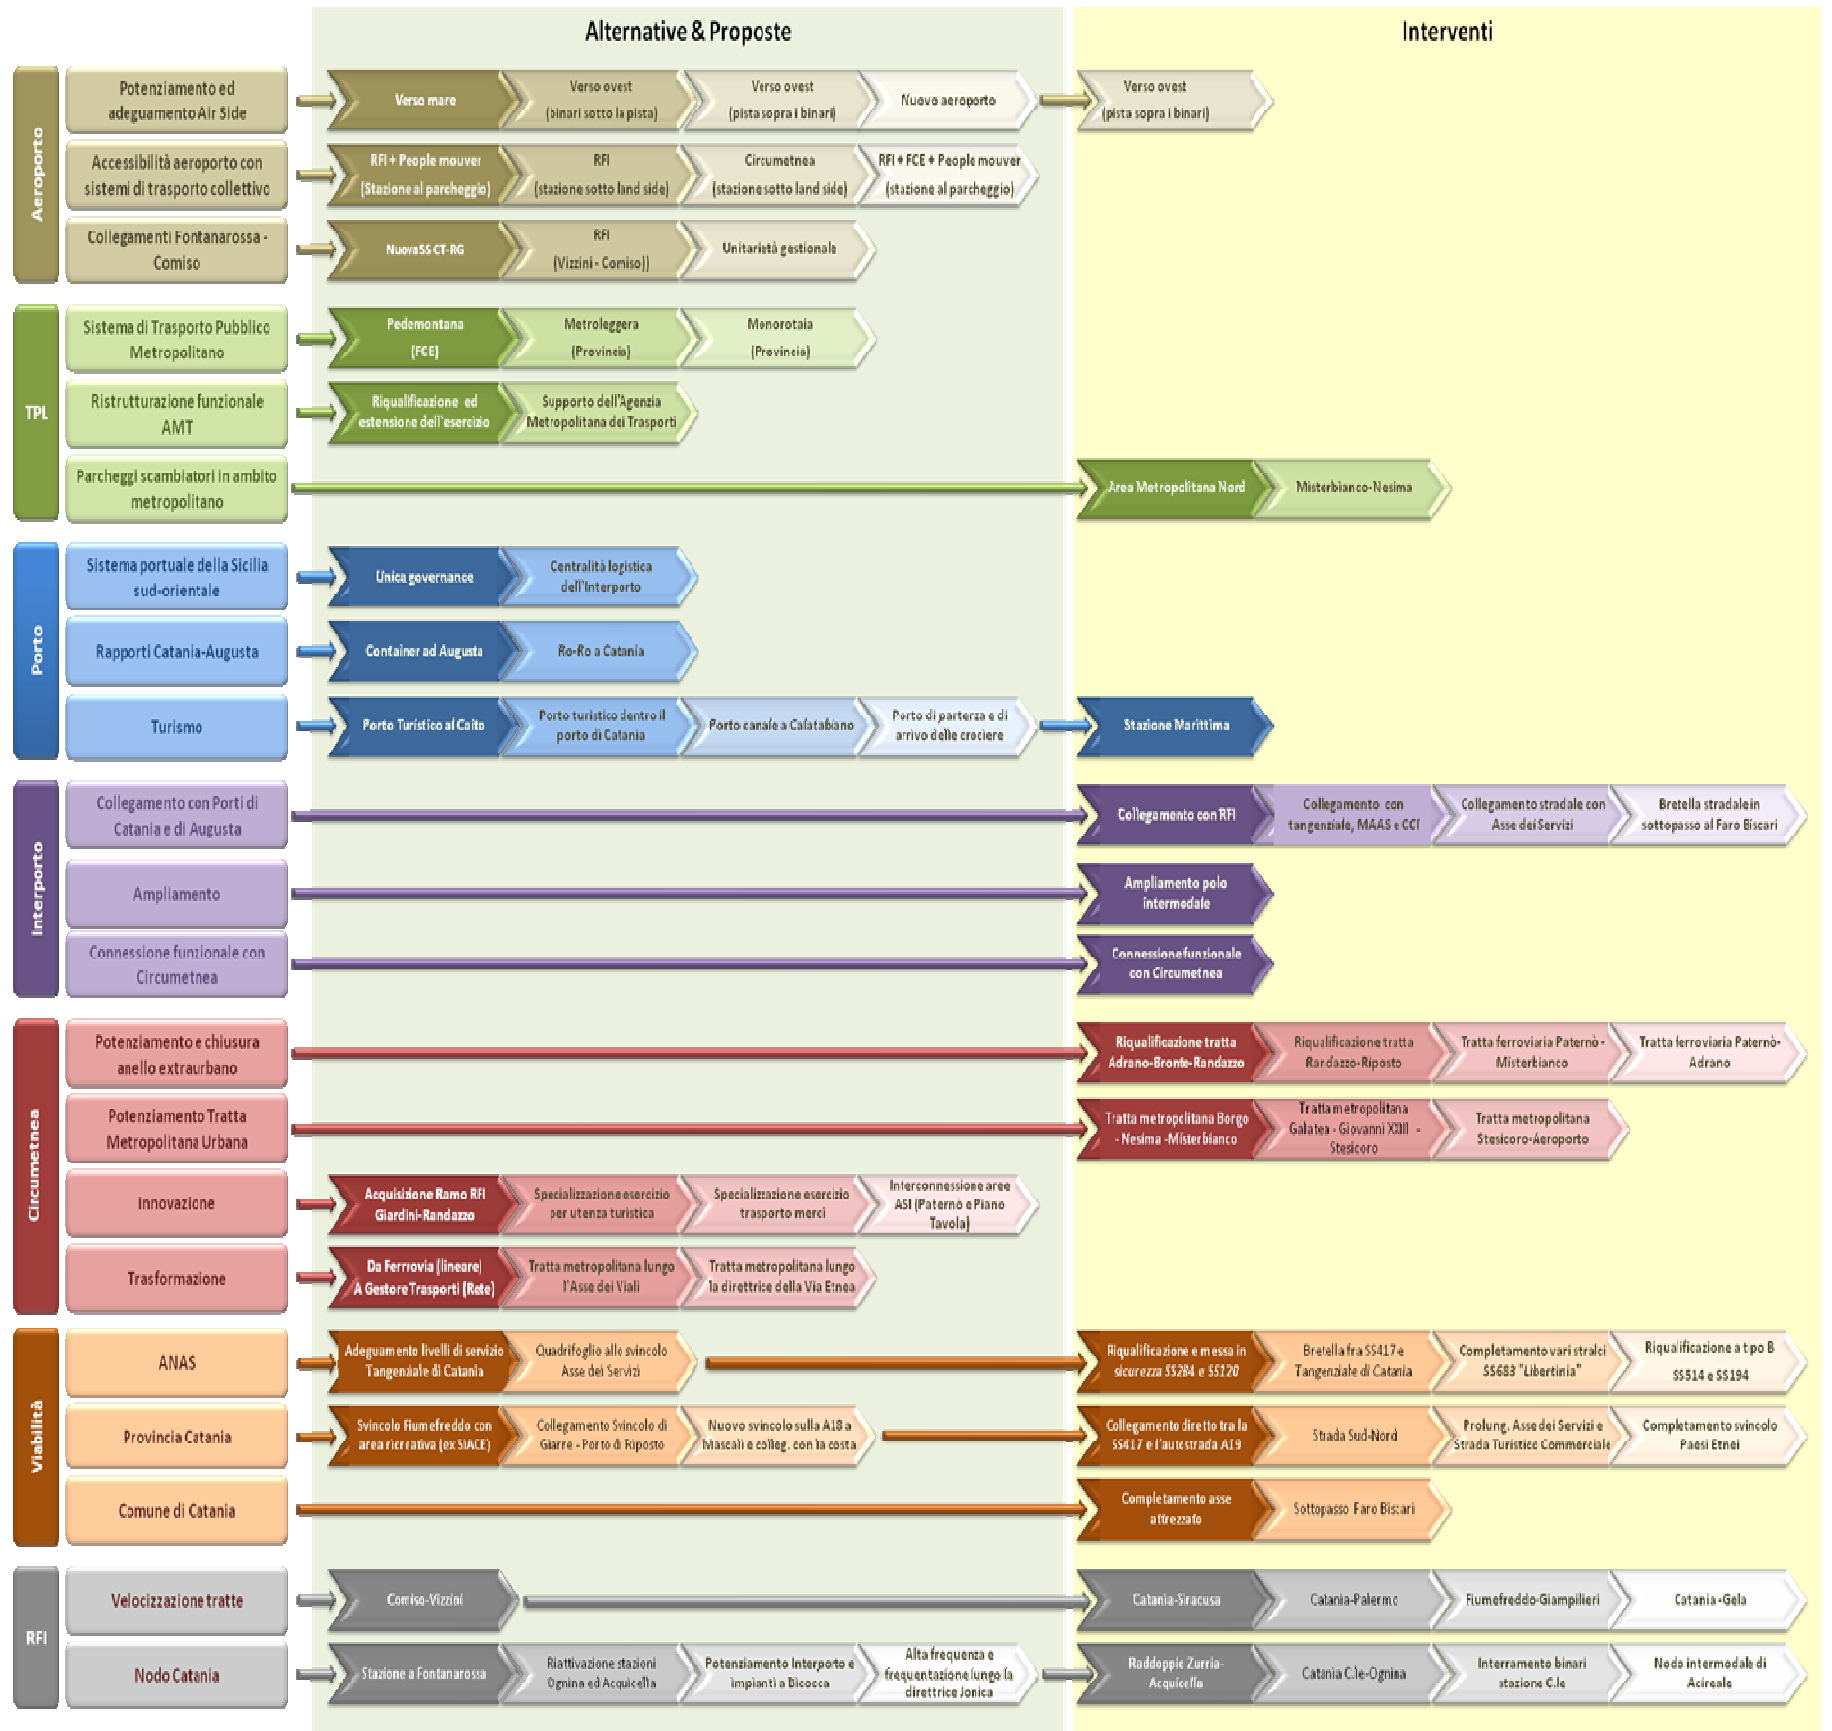 Alternative & Proposte
Interventi
Aeroporto
Potenziamento ed
adeguamento Air Side
Verso mare
Verso ovest
(binari sotto la pista)
Verso ovest
(pista sopra i binari)
Nuovo aeroporto
Verso ovest
(pista sopra i binari)
Accessibilità aeroporto con
sistemi di trasporto collettivo
RFI + People mouver
(Stazione al parcheggio)
RFI
(stazione sotto land side)
Circumetnea
(stazione sotto land side)
RFI + FCE + People mouver
(stazione al parcheggio)
Collegamenti Fontanarossa -
Comiso
Nuova SS CT-RG
RFI
(Vizzini - Comiso))
Unitarietà gestionale
TPL
Sistema di Trasporto Pubblico
Metropolitano
Pedemontana
(FCE)
Metroleggera
(Provincia)
Monorotaia
(Provincia)
Ristrutturazione funzionale
AMT
Riqualificazione ed
estensione dell'esercizio
Supporto dell'Agenzia
Metropolitana dei Trasporti
Parcheggi scambiatori in ambito
metropolitano
Area Metropolitana Nord
Misterbianco-Nesima
Porto
Sistema portuale della Sicilia
sud-orientale
Unica governance
Centralità logistica
dell'Interporto
Rapporti Catania-Augusta
Container ad Augusta
Ro-Ro a Catania
Turismo
Porto Turistico al Caito
Porto turistico dentro il
porto di Catania
Porto canale a Calatabiano
Porto di partenza e di
arrivo delle crociere
Stazione Marittima
Interporto
Collegamento con Porti di
Catania e di Augusta
Collegamento con RFI
Collegamento con
tangenziale, MAAS e CCT
Collegamento stradale con
Asse dei Servizi
Bretella stradale in
sottopasso al Faro Biscari
Ampliamento
Ampliamento polo
intermodale
Connessione funzionale con
Circumetnea
Connessione funzionale
con Circumetnea
Circumetnea
Potenziamento e chiusura
anello extraurbano
Riqualificazione tratta
Adrano-Bronte-Randazzo
Riqualificazione tratta
Randazzo-Riposto
Tratta ferroviaria Paternò -
Misterbianco
Tratta ferroviaria Paternò-
Adrano
Potenziamento Tratta
Metropolitana Urbana
Tratta metropolitana Borgo
- Nesima -Misterbianco
Tratta metropolitana
Galatea - Giovanni XXIII -
Stesicoro
Tratta metropolitana
Stesicoro-Aeroporto
Innovazione
Acquisizione Ramo RFI
Giardini-Randazzo
Specializzazione esercizio
per utenza turistica
Specializzazione esercizio
trasporto merci
Interconnessione aree
ASI (Paternò e Piano
Tavola)
Trasformazione
Da Ferrovia (lineare)
A Gestore Trasporti (Rete)
Tratta metropolitana lungo
l'Asse dei Viali
Tratta metropolitana lungo
la direttrice della Via Etnea
Viabilità
ANAS
Adeguamento livelli di servizio
Tangenziale di Catania
Quadrifoglio allo svincolo
Asse dei Servizi
Riqualificazione e messa in
sicurezza SS284 e SS120
Bretella fra SS417 e
Tangenziale di Catania
Completamento vari stralci
SS683 "Libertinia"
Riqualificazione a tipo B
SS514 e SS194
Provincia Catania
Svincolo Fiumefreddo con
area ricreativa (ex SIACE)
Collegamento Svincolo di
Giarre - Porto di Riposto
Nuovo svincolo sulla A18 a
Mascali e colleg. con la costa
Collegamento diretto tra la
SS417 e l'autostrada A19
Strada Sud-Nord
Prolung. Asse dei Servizi e
Strada Turistico Commerciale
Completamento svincolo
Paesi Etnei
Comune di Catania
Completamento asse
attrezzato
Sottopasso Faro Biscari
RFI
Velocizzazione tratte
Comiso-Vizzini
Catania-Siracusa
Catania-Palermo
Fiumefreddo-Giampilieri
Catania -Gela
Nodo Catania
Stazione a Fontanarossa
Riattivazione stazioni
Ognina ed Acquicella
Potenziamento Interporto e
impianti a Bicocca
Alta frequenza e
frequentazione lungo la
direttrice Jonica
Raddoppio Zurria-
Acquicella
Catania C.le-Ognina
Interramento binari
stazione C.le
Nodo intermodale di
Acireale